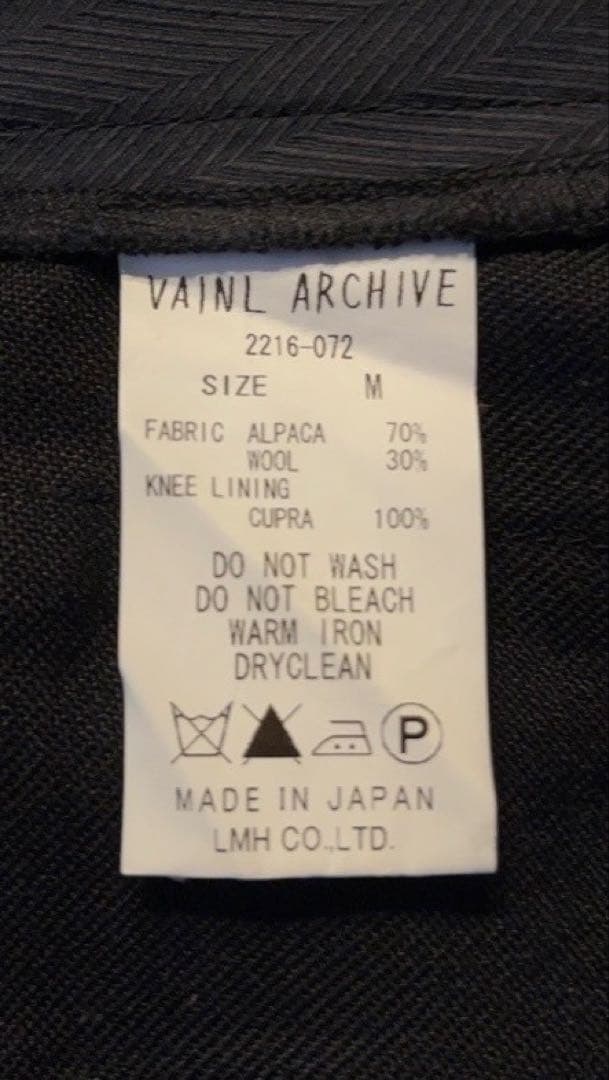 VAINL ARCHIVE
2216-072
SIZE M
FABRIC ALPACA 70%
WOOL 30%
KNEE LINING
CUPRA 100%
DO NOT WASH
DO NOT BLEACH
WARM IRON
DRYCLEAN
P
MADE IN JAPAN
LMH CO.,LTD.